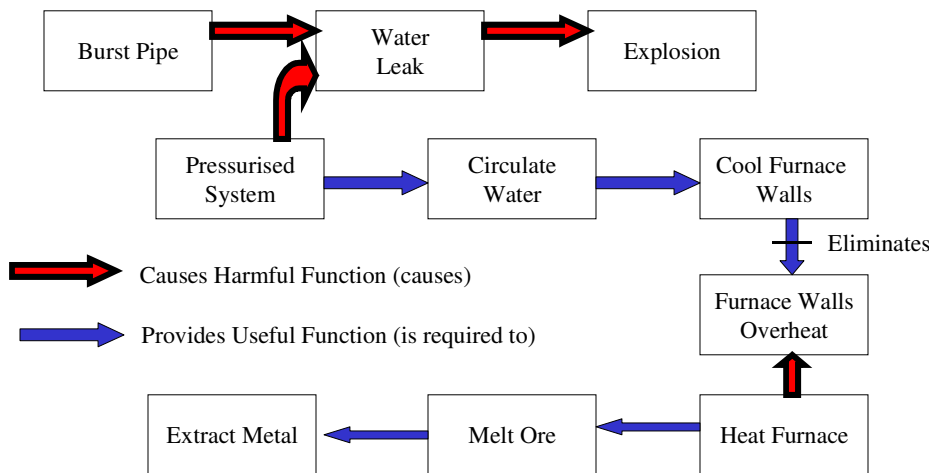 Burst Pipe
Water
Leak
Explosion
Pressurised
System
Circulate
Water
Cool Furnace
Walls
Eliminates
Causes Harmful Function (causes)
Furnace Walls
Overheat
Provides Useful Function (is required to)
Extract Metal
Melt Ore
Heat Furnace